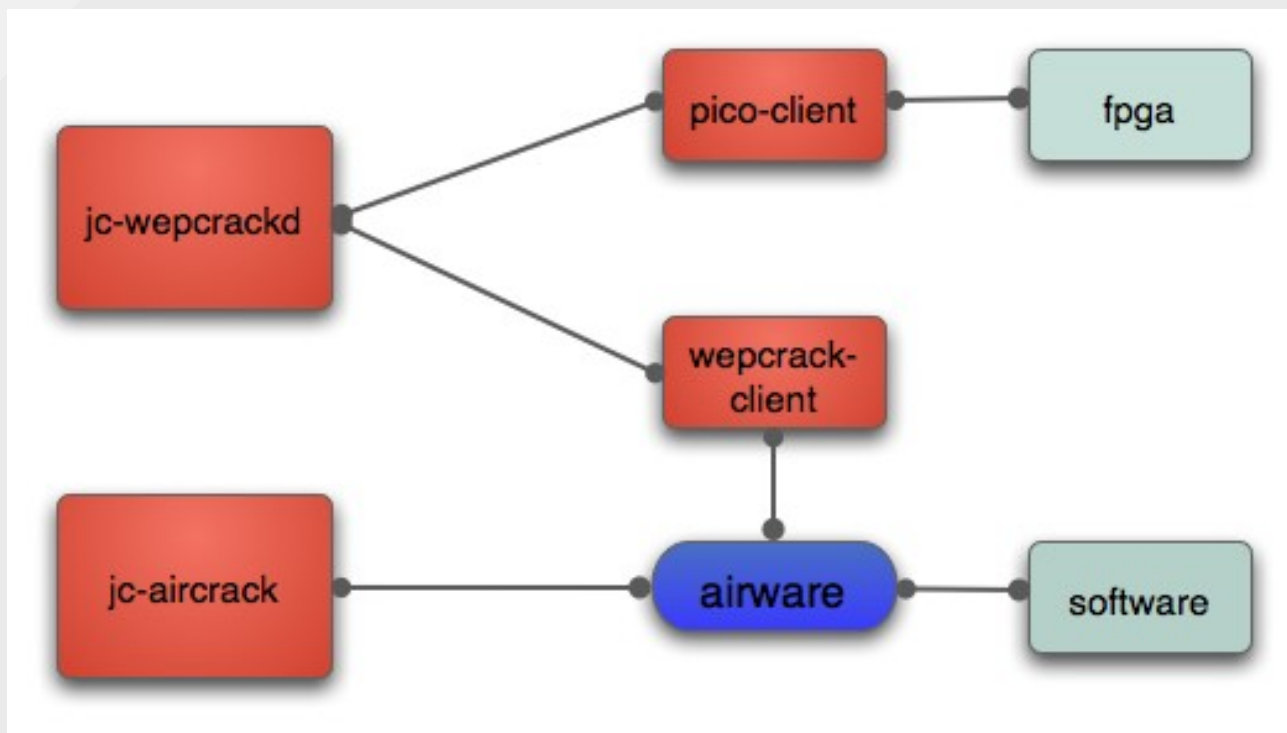 pico-client
fpga
jc-wepcrackd
wepcrack-
client
jc-aircrack
airware
software